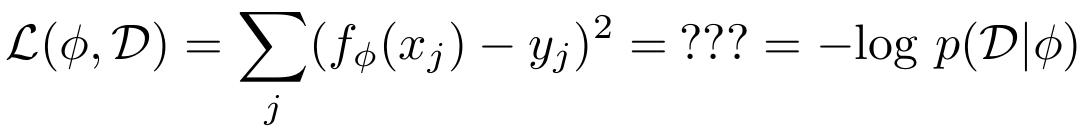 ℒ(ϕ, 𝒟) = ∑_j (f_ϕ(x_j) − y_j)² = ??? = −log p(𝒟|ϕ)